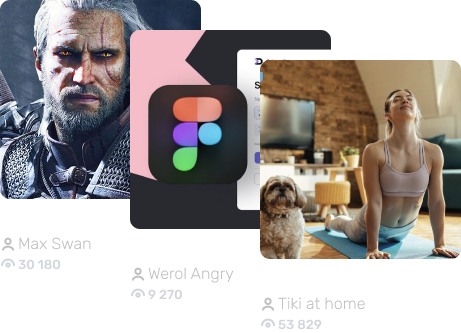 Max Swan
30 180
Werol Angry
9 270
Tiki at home
53 829